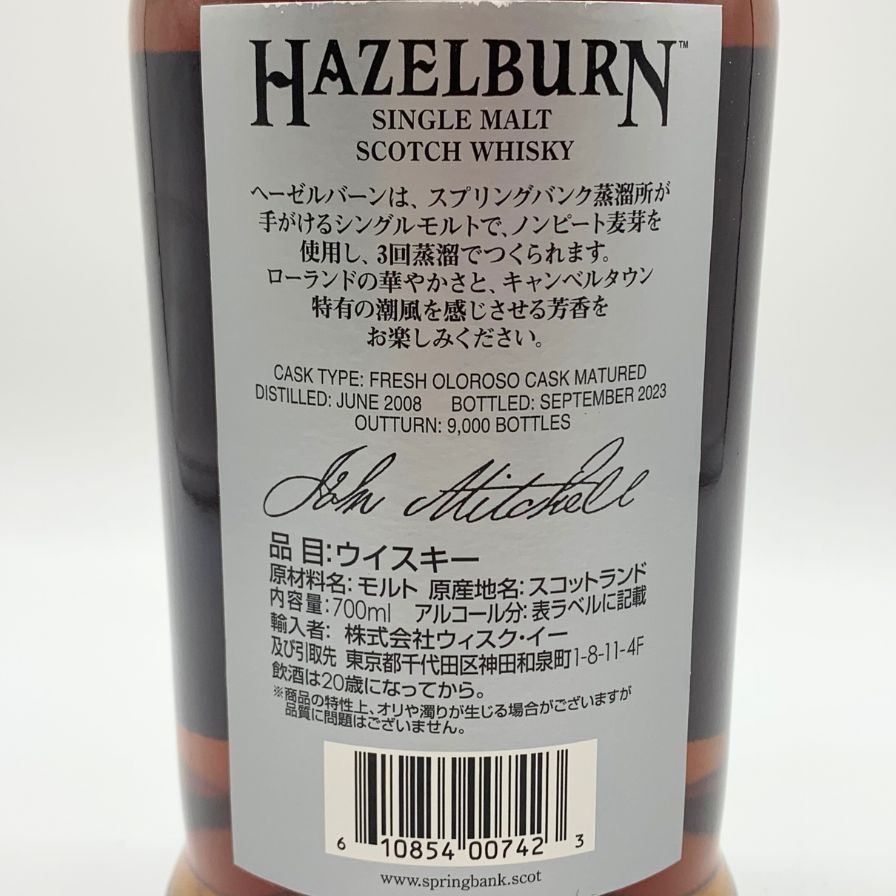 HAZELBURN™
SINGLE MALT
SCOTCH WHISKY
ヘーゼルバーンは、スプリングバンク蒸溜所が
手がけるシングルモルトで、ノンピート麦芽を
使用し、3回蒸溜でつくられます。
ローランドの華やかさと、キャンベルタウン
特有の潮風を感じさせる芳香を
お楽しみください。
CASK TYPE: FRESH OLOROSO CASK MATURED
DISTILLED: JUNE 2008 BOTTLED: SEPTEMBER 2023
OUTTURN: 9,000 BOTTLES
John Mitchell
品 目:ウイスキー
原材料名: モルト 原産地名: スコットランド
内容量:700ml アルコール分: 表ラベルに記載
輸入者: 株式会社ウィスク・イー
及び引取先 東京都千代田区神田和泉町1-8-11-4F
飲酒は20歳になってから。
※商品の特性上、オリや濁りが生じる場合がございますが
品質に問題はございません。
6 10854 00742 3
www.springbank.scot